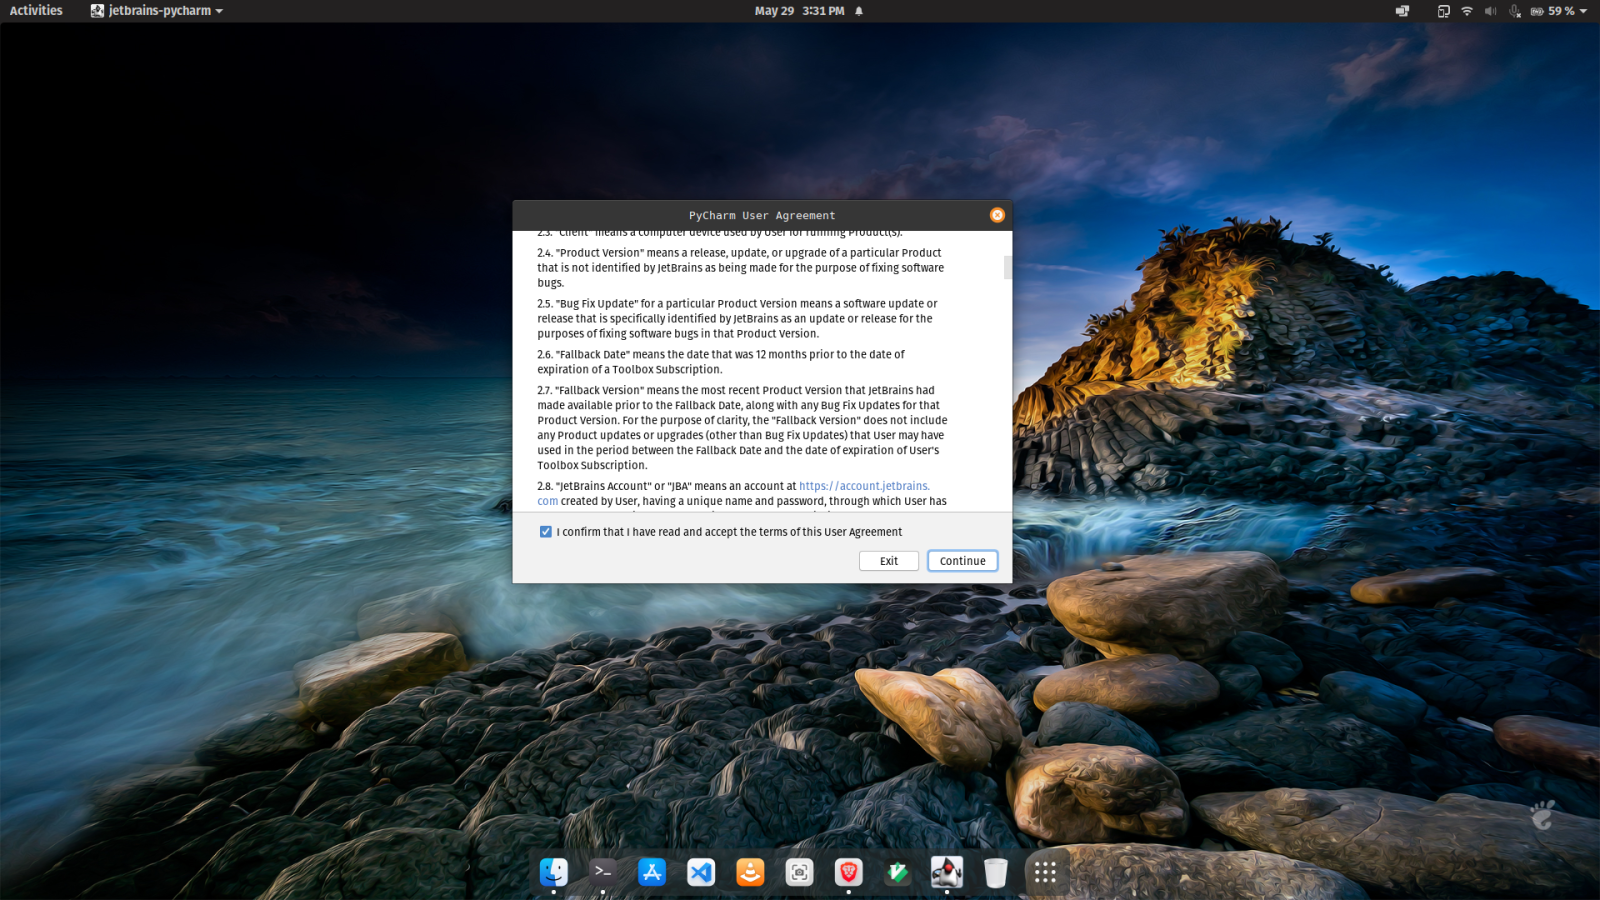 Activities
jetbrains-pycharm
May 29 3:31 PM
59 %
PyCharm User Agreement
2.3. "Client" means a computer device used by User for running Product(s).
2.4. "Product Version" means a release, update, or upgrade of a particular Product
that is not identified by JetBrains as being made for the purpose of fixing software
bugs.
2.5. "Bug Fix Update" for a particular Product Version means a software update or
release that is specifically identified by JetBrains as an update or release for the
purposes of fixing software bugs in that Product Version.
2.6. "Fallback Date" means the date that was 12 months prior to the date of
expiration of a Toolbox Subscription.
2.7. "Fallback Version" means the most recent Product Version that JetBrains had
made available prior to the Fallback Date, along with any Bug Fix Updates for that
Product Version. For the purpose of clarity, the "Fallback Version" does not include
any Product updates or upgrades (other than Bug Fix Updates) that User may have
used in the period between the Fallback Date and the date of expiration of User's
Toolbox Subscription.
2.8. "JetBrains Account" or "JBA" means an account at https://account.jetbrains.
com created by User, having a unique name and password, through which User has
I confirm that I have read and accept the terms of this User Agreement
Exit
Continue